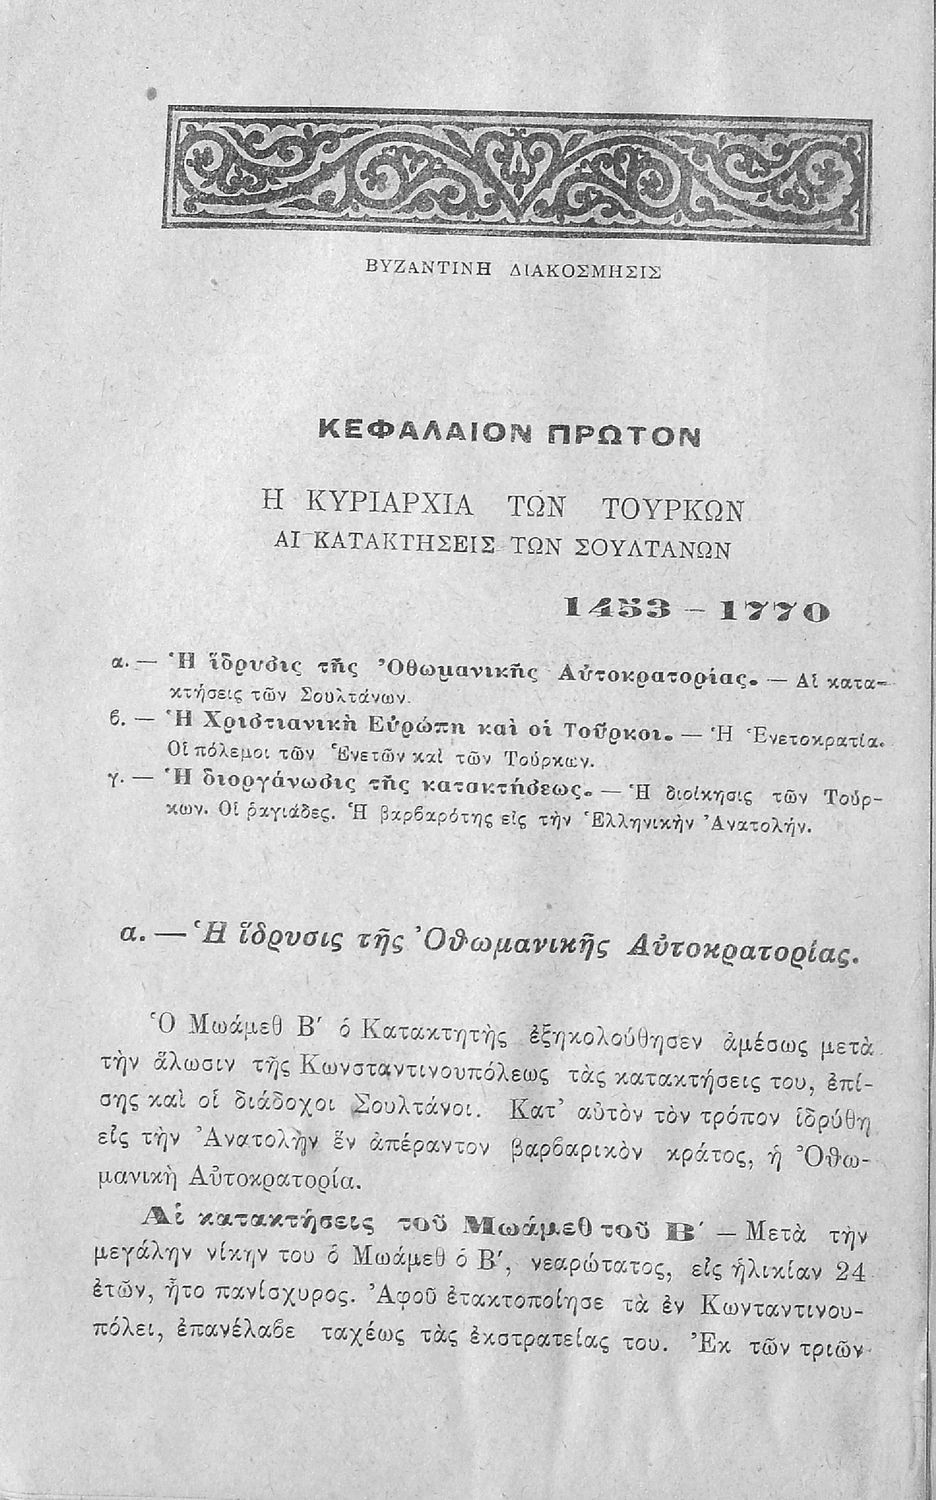 ΒΥΖΑΝΤΙΝΗ ΔΙΑΚΟΣΜΗΣΙΣ
ΚΕΦΑΛΑΙΟΝ ΠΡΩΤΟΝ
Η ΚΥΡΙΑΡΧΙΑ ΤΩΝ ΤΟΥΡΚΩΝ
ΑΙ ΚΑΤΑΚΤΗΣΕΙΣ ΤΩΝ ΣΟΥΛΤΑΝΩΝ
1453 – 1770
α. — Ἡ ἵδρυσις τῆς Ὀθωμανικῆς Αὐτοκρατορίας. — Αἱ κατα-
κτήσεις τῶν Σουλτάνων.
β. — Ἡ Χριστιανικὴ Εὐρώπη καὶ οἱ Τοῦρκοι. — Ἡ Ἑνετοκρατία.
Οἱ πόλεμοι τῶν Ἑνετῶν καὶ τῶν Τούρκων.
γ. — Ἡ διοργάνωσις τῆς κατακτήσεως. — Ἡ διοίκησις τῶν Τούρ-
κων. Οἱ ραγιάδες. Ἡ βαρβαρότης εἰς τὴν Ἑλληνικὴν Ἀνατολήν.
α. — Ἡ ἵδρυσις τῆς Ὀθωμανικῆς Αὐτοκρατορίας.
Ὁ Μωάμεθ Β′ ὁ Κατακτητὴς ἐξηκολούθησεν ἀμέσως μετὰ
τὴν ἅλωσιν τῆς Κωνσταντινουπόλεως τὰς κατακτήσεις του, ἐπί-
σης καὶ οἱ διάδοχοι Σουλτάνοι. Κατ' αὐτὸν τὸν τρόπον ἱδρύθη
εἰς τὴν Ἀνατολὴν ἓν ἀπέραντον βαρβαρικὸν κράτος, ἡ Ὀθω-
μανικὴ Αὐτοκρατορία.
Αἱ κατακτήσεις τοῦ Μωάμεθ τοῦ Β′ — Μετὰ τὴν
μεγάλην νίκην του ὁ Μωάμεθ ὁ Β′, νεαρώτατος, εἰς ἡλικίαν 24
ἐτῶν, ἦτο πανίσχυρος. Ἀφοῦ ἐτακτοποίησε τὰ ἐν Κωνταντινου-
πόλει, ἐπανέλαβε ταχέως τὰς ἐκστρατείας του. Ἐκ τῶν τριῶν